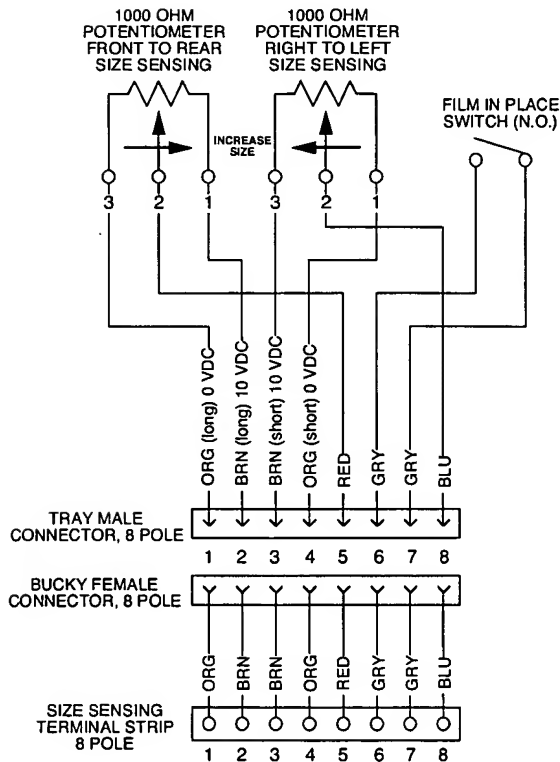 1000 OHM
POTENTIOMETER
FRONT TO REAR
SIZE SENSING
1000 OHM
POTENTIOMETER
RIGHT TO LEFT
SIZE SENSING
FILM IN PLACE
SWITCH (N.O.)
INCREASE
SIZE
3 2 1 3 2 1
ORG (long) 0 VDC
BRN (long) 10 VDC
BRN (short) 10 VDC
ORG (short) 0 VDC
RED
GRY
GRY
BLU
TRAY MALE
CONNECTOR, 8 POLE
1 2 3 4 5 6 7 8
BUCKY FEMALE
CONNECTOR, 8 POLE
ORG
BRN
BRN
ORG
RED
GRY
GRY
BLU
SIZE SENSING
TERMINAL STRIP
8 POLE
1 2 3 4 5 6 7 8